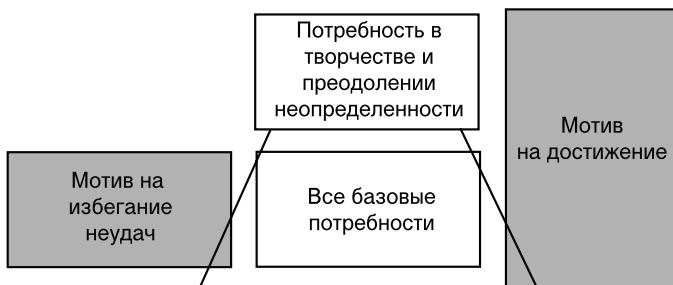 Потребность в
творчестве и
преодолении
неопределенности
Мотив
на достижение
Мотив на
избегание
неудач
Все базовые
потребности